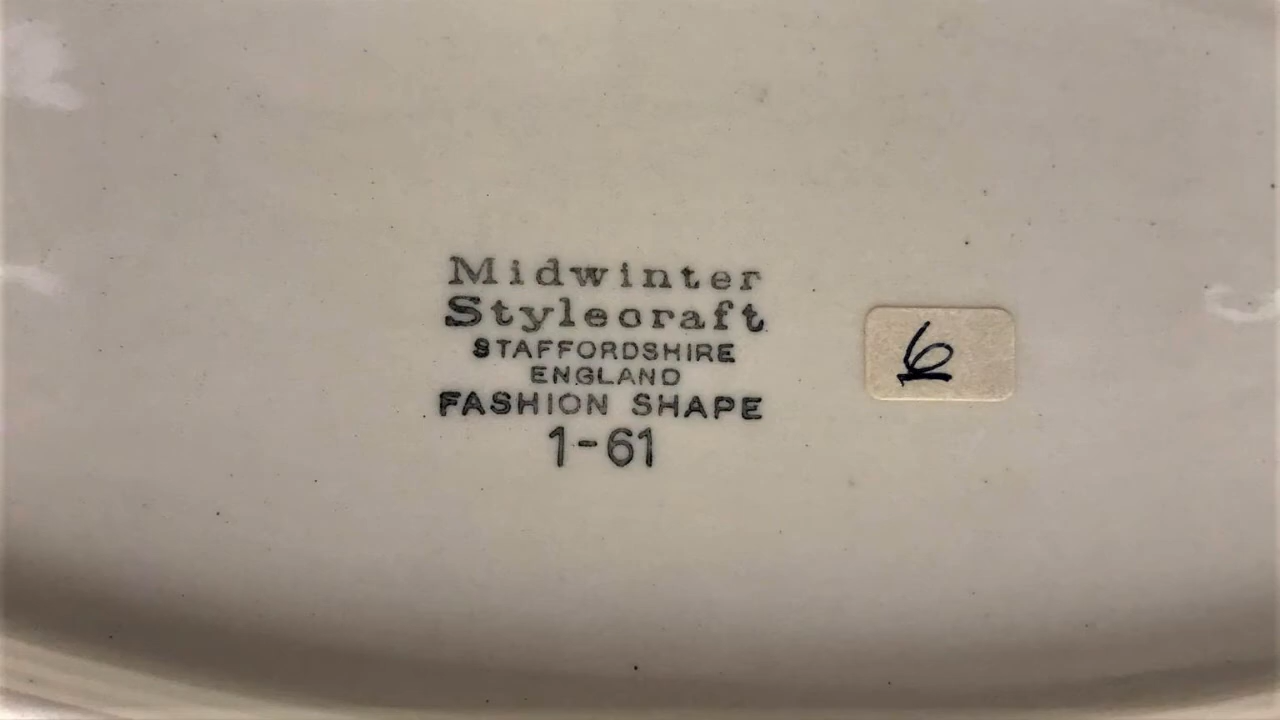 Midwinter
Stylecraft
STAFFORDSHIRE
ENGLAND
FASHION SHAPE
1-61
6